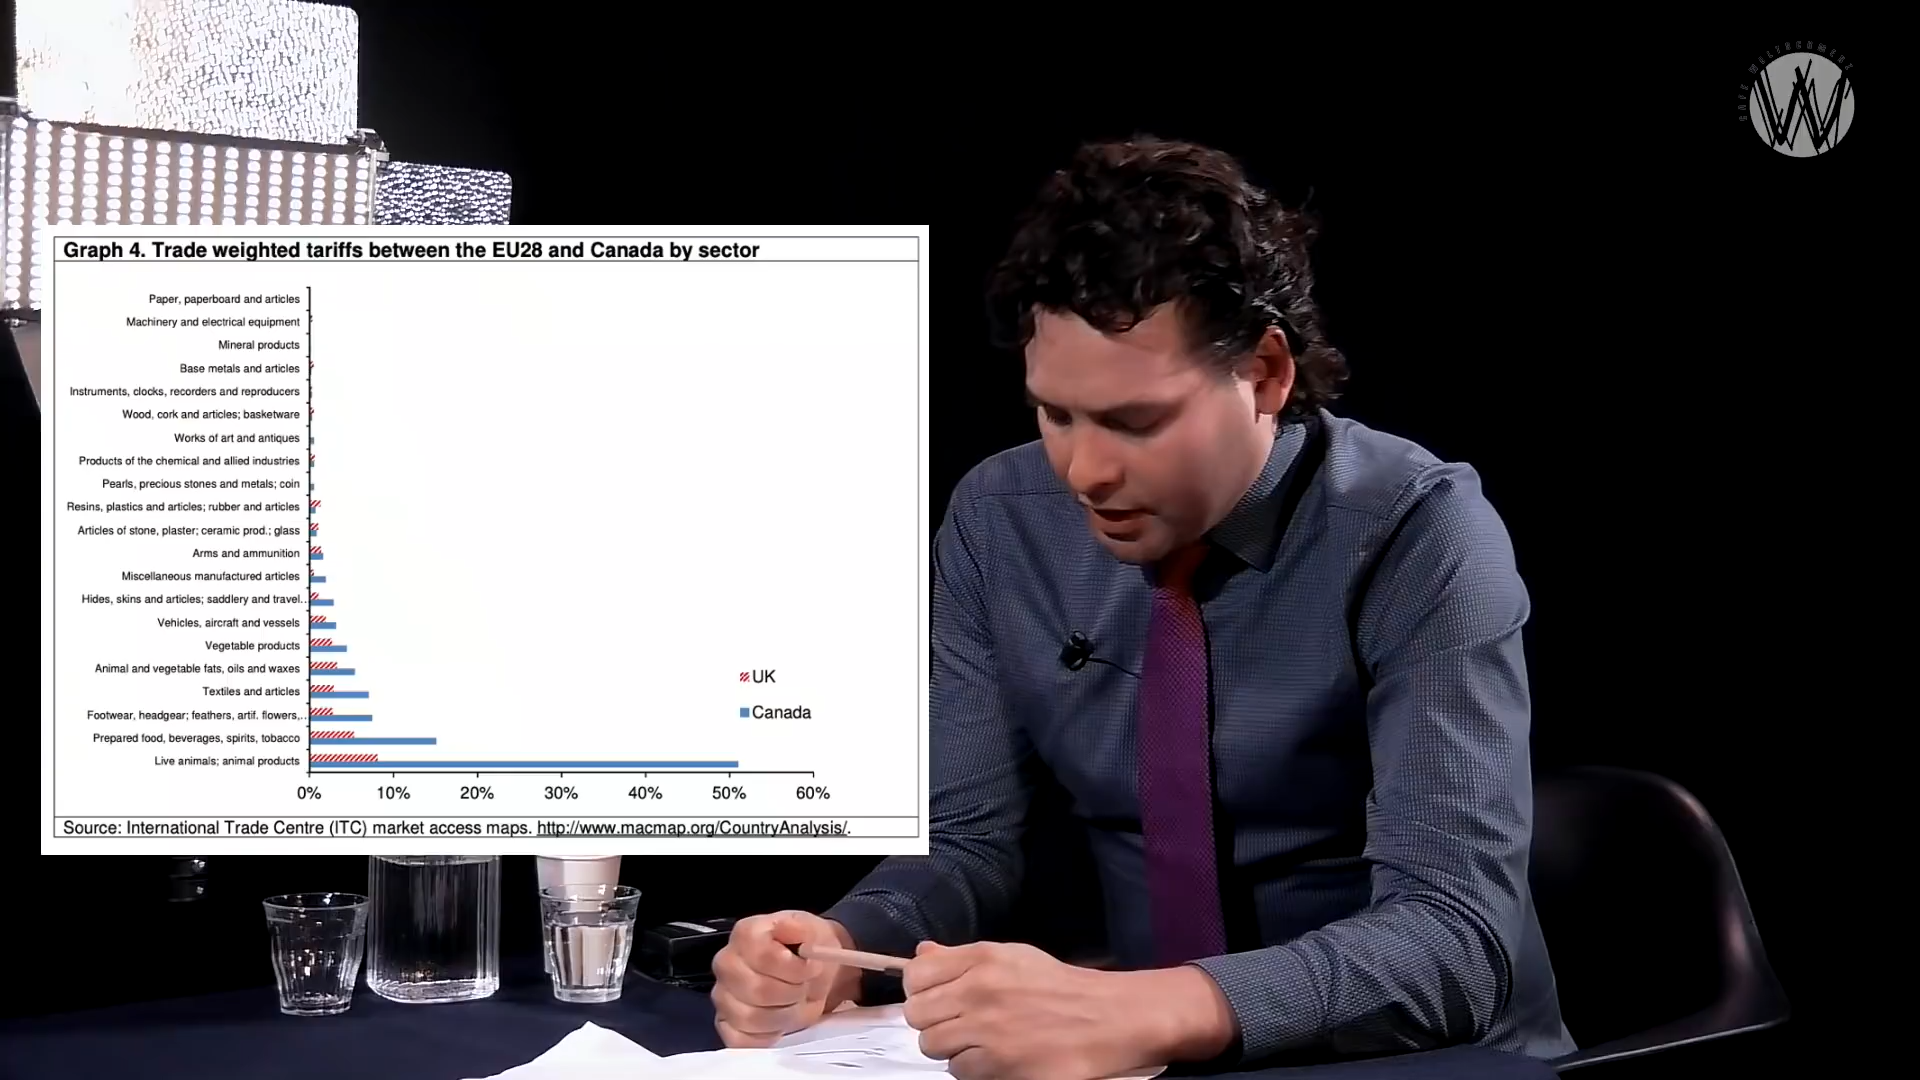 Graph 4. Trade weighted tariffs between the EU28 and Canada by sector
Paper, paperboard and articles
Machinery and electrical equipment
Mineral products
Base metals and articles
Instruments, clocks, recorders and reproducers
Wood, cork and articles; basketware
Works of art and antiques
Products of the chemical and allied industries
Pearls, precious stones and metals; coin
Resins, plastics and articles; rubber and articles
Articles of stone, plaster; ceramic prod.; glass
Arms and ammunition
Miscellaneous manufactured articles
Hides, skins and articles; saddlery and travel..
Vehicles, aircraft and vessels
Vegetable products
Animal and vegetable fats, oils and waxes
Textiles and articles
Footwear, headgear; feathers, artif. flowers,..
Prepared food, beverages, spirits, tobacco
Live animals; animal products
UK
Canada
0% 10% 20% 30% 40% 50% 60%
Source: International Trade Centre (ITC) market access maps. http://www.macmap.org/CountryAnalysis/.